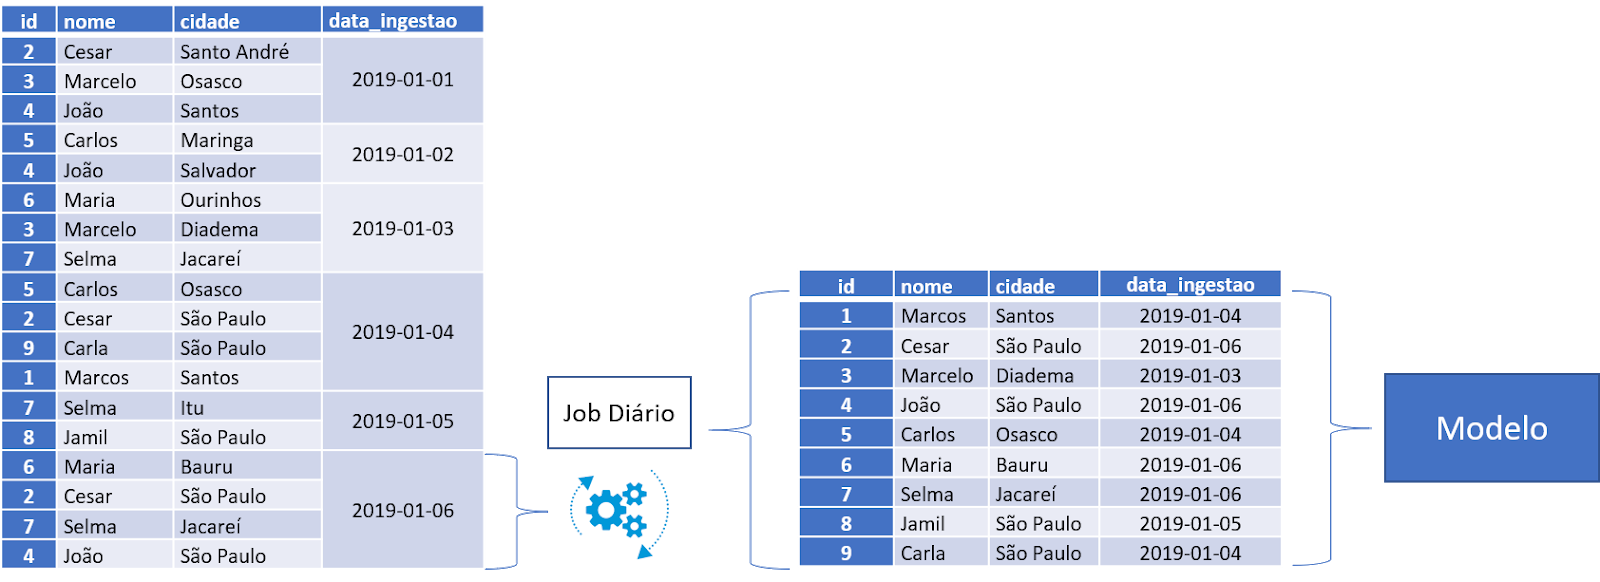 id nome cidade data_ingestao
2 Cesar Santo André
3 Marcelo Osasco 2019-01-01
4 João Santos
5 Carlos Maringa
2019-01-02
4 João Salvador
6 Maria Ourinhos
3 Marcelo Diadema 2019-01-03
7 Selma Jacareí
5 Carlos Osasco
2 Cesar São Paulo
2019-01-04
9 Carla São Paulo
1 Marcos Santos
7 Selma Itu
2019-01-05
8 Jamil São Paulo
6 Maria Bauru
2 Cesar São Paulo
2019-01-06
7 Selma Jacareí
4 João São Paulo
Job Diário
id nome cidade data_ingestao
1 Marcos Santos 2019-01-04
2 Cesar São Paulo 2019-01-06
3 Marcelo Diadema 2019-01-03
4 João São Paulo 2019-01-06
5 Carlos Osasco 2019-01-04
6 Maria Bauru 2019-01-06
7 Selma Jacareí 2019-01-06
8 Jamil São Paulo 2019-01-05
9 Carla São Paulo 2019-01-04
Modelo